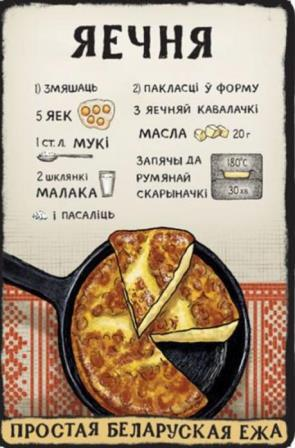 ЯЕЧНЯ
1) ЗМЯШАЦЬ
5 ЯЕК
1 СТ. Л. МУКІ
2 ШКЛЯНКІ
МАЛАКА
І ПАСАЛІЦЬ
2) ПАКЛАСЦІ Ў ФОРМУ
З ЯЕЧНЯЙ КАВАЛАЧКІ
МАСЛА 20 г
ЗАПЯЧЫ ДА
РУМЯНАЙ
СКАРЫНАЧКІ
180°C
30 ХВ.
ПРОСТАЯ БЕЛАРУСКАЯ ЕЖА